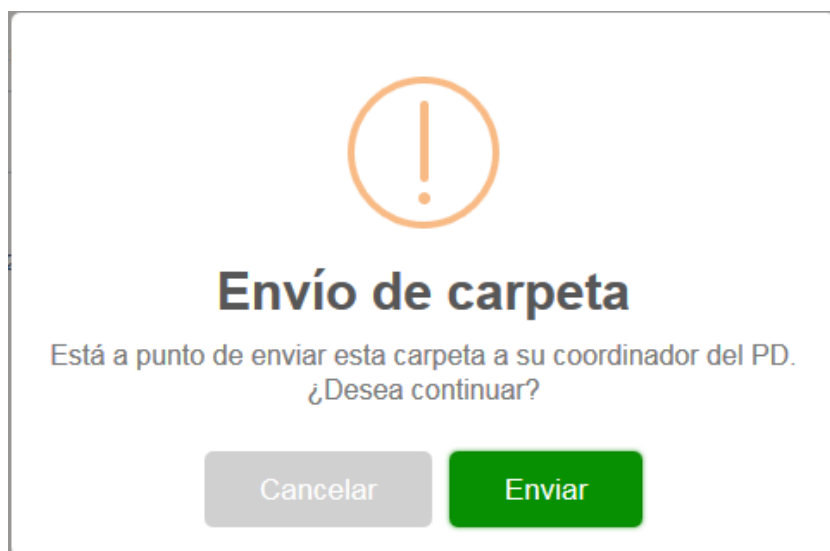 Envío de carpeta
Está a punto de enviar esta carpeta a su coordinador del PD.
¿Desea continuar?
Cancelar
Enviar